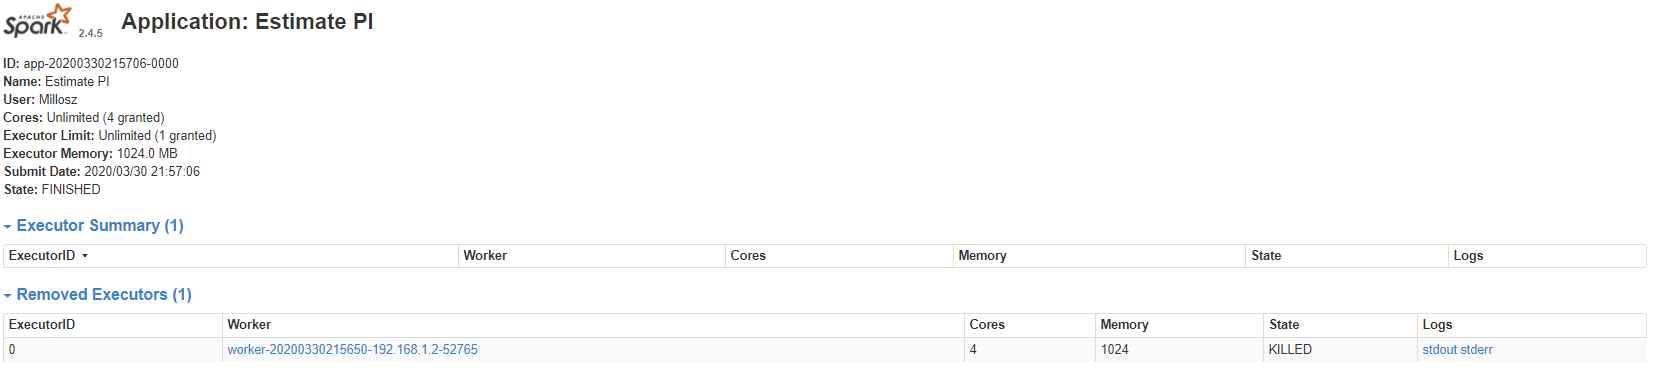 APACHE
Spark 2.4.5 Application: Estimate PI
ID: app-20200330215706-0000
Name: Estimate PI
User: Millosz
Cores: Unlimited (4 granted)
Executor Limit: Unlimited (1 granted)
Executor Memory: 1024.0 MB
Submit Date: 2020/03/30 21:57:06
State: FINISHED
Executor Summary (1)
ExecutorID Worker Cores Memory State Logs
Removed Executors (1)
ExecutorID Worker Cores Memory State Logs
0 worker-20200330215650-192.168.1.2-52765 4 1024 KILLED stdout stderr